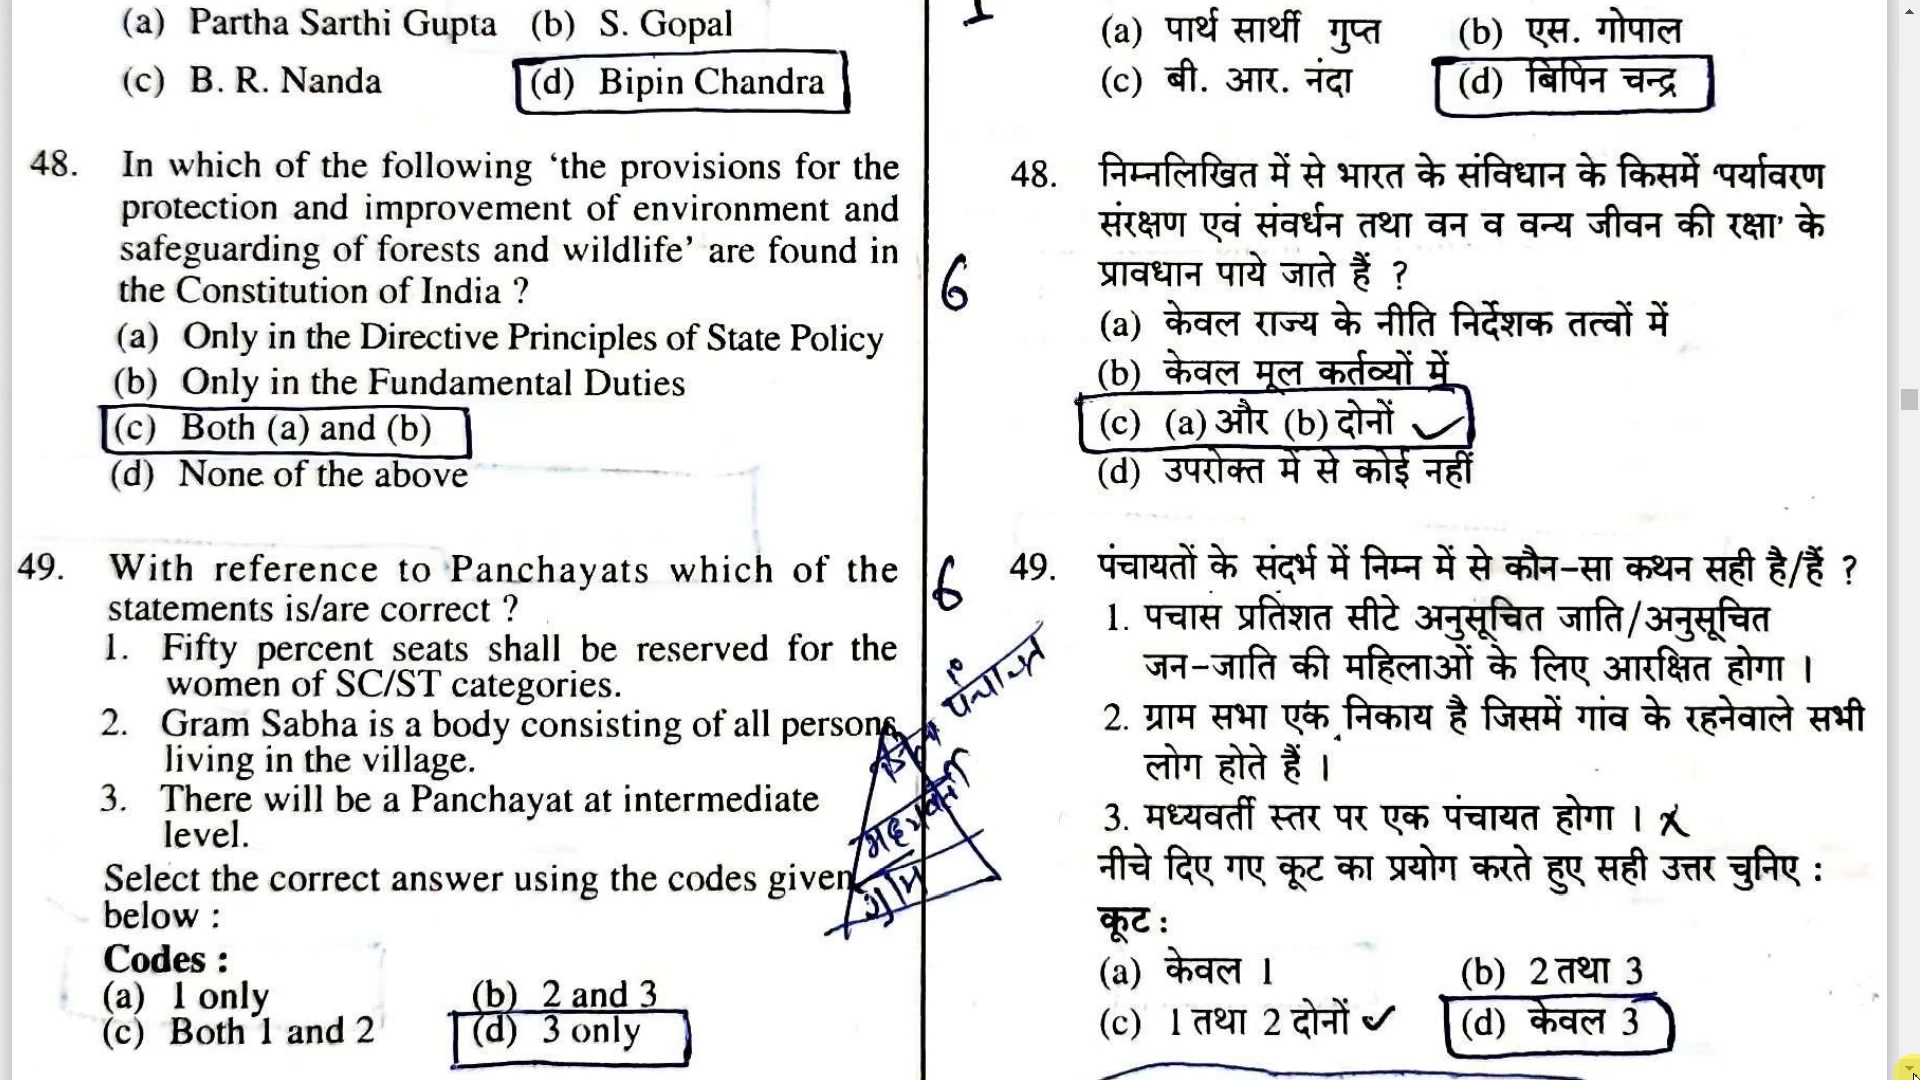 (a) Partha Sarthi Gupta (b) S. Gopal
(c) B. R. Nanda (d) Bipin Chandra
48. In which of the following ‘the provisions for the
protection and improvement of environment and
safeguarding of forests and wildlife’ are found in
the Constitution of India ?
(a) Only in the Directive Principles of State Policy
(b) Only in the Fundamental Duties
(c) Both (a) and (b)
(d) None of the above
49. With reference to Panchayats which of the
statements is/are correct ?
1. Fifty percent seats shall be reserved for the
women of SC/ST categories.
2. Gram Sabha is a body consisting of all persons
living in the village.
3. There will be a Panchayat at intermediate
level.
Select the correct answer using the codes given
below :
Codes :
(a) 1 only (b) 2 and 3
(c) Both 1 and 2 (d) 3 only
6
6
पंचायत
ग्राम
(a) पार्थ सार्थी गुप्त (b) एस. गोपाल
(c) बी. आर. नंदा (d) बिपिन चन्द्र
48. निम्नलिखित में से भारत के संविधान के किसमें ‘पर्यावरण
संरक्षण एवं संवर्धन तथा वन व वन्य जीवन की रक्षा’ के
प्रावधान पाये जाते हैं ?
(a) केवल राज्य के नीति निर्देशक तत्वों में
(b) केवल मूल कर्तव्यों में
(c) (a) और (b) दोनों
(d) उपरोक्त में से कोई नहीं
49. पंचायतों के संदर्भ में निम्न में से कौन-सा कथन सही है/हैं ?
1. पचास प्रतिशत सीटे अनुसूचित जाति/अनुसूचित
जन-जाति की महिलाओं के लिए आरक्षित होगा ।
2. ग्राम सभा एक निकाय है जिसमें गांव के रहनेवाले सभी
लोग होते हैं ।
3. मध्यवर्ती स्तर पर एक पंचायत होगा ।
नीचे दिए गए कूट का प्रयोग करते हुए सही उत्तर चुनिए :
कूट :
(a) केवल 1 (b) 2 तथा 3
(c) 1 तथा 2 दोनों (d) केवल 3